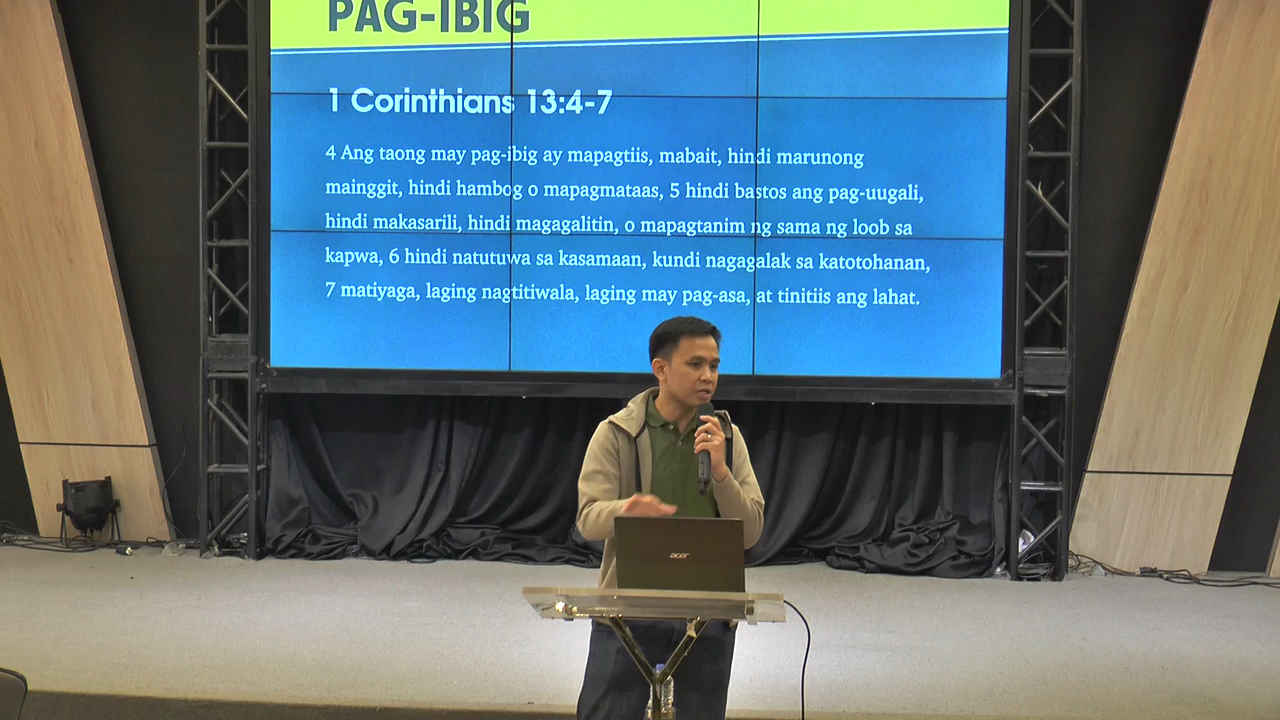 PAG-IBIG
1 Corinthians 13:4-7
4 Ang taong may pag-ibig ay mapagtiis, mabait, hindi marunong
mainggit, hindi hambog o mapagmataas, 5 hindi bastos ang pag-uugali,
hindi makasarili, hindi magagalitin, o mapagtanim ng sama ng loob sa
kapwa, 6 hindi natutuwa sa kasamaan, kundi nagagalak sa katotohanan,
7 matiyaga, laging nagtitiwala, laging may pag-asa, at tinitiis ang lahat.
acer